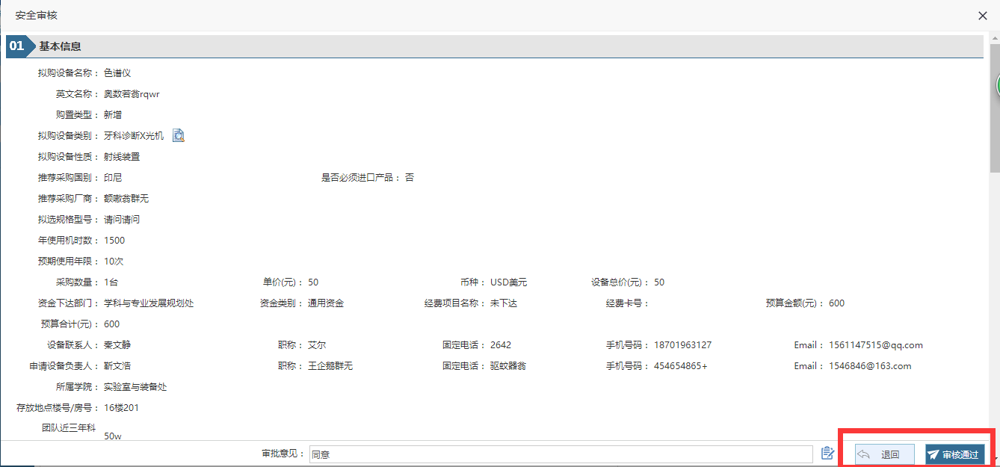 安全审核
01 基本信息
拟购设备名称： 色谱仪
英文名称： 奥数若翁rqwr
购置类型： 新增
拟购设备类别： 牙科诊断X光机
拟购设备性质： 射线装置
推荐采购国别： 印尼 是否必须进口产品： 否
推荐采购厂商： 额嗷翁群无
拟选规格型号： 请问请问
年使用机时数： 1500
预期使用年限： 10次
采购数量： 1台 单价(元)： 50 币种： USD美元 设备总价(元)： 50
资金下达部门： 学科与专业发展规划处 资金类别： 通用资金 经费项目名称： 未下达 经费卡号： 预算金额(元)： 600
预算合计(元)： 600
设备联系人： 秦文静 职称： 艾尔 固定电话： 2642 手机号码： 18701963127 Email： 1561147515@qq.com
申请设备负责人： 靳文浩 职称： 王企鹅群无 固定电话： 驱蚊器翁 手机号码： 454654865+ Email： 1546846@163.com
所属学院： 实验室与装备处
存放地点楼号/房号： 16楼201
团队近三年科
50w
审批意见： 同意 退回 审核通过